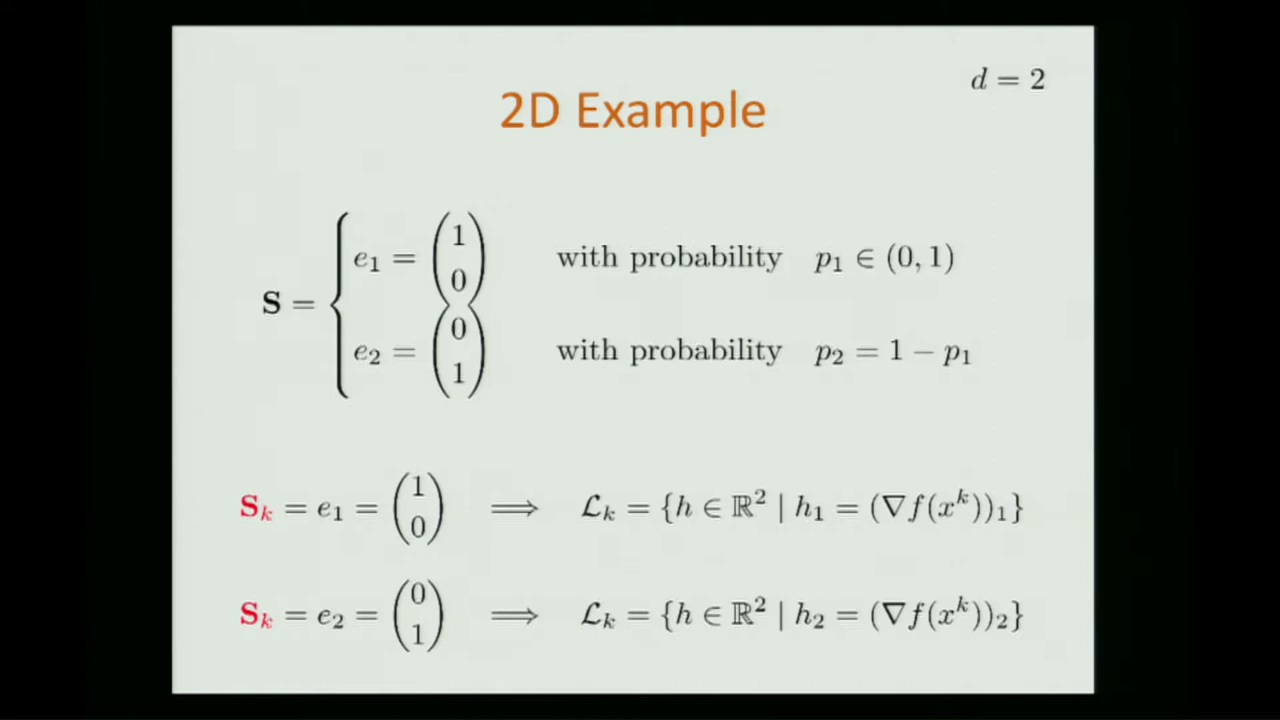 d = 2
2D Example
S = { e₁ = (1 0) with probability p₁ ∈ (0, 1)
e₂ = (0 1) with probability p₂ = 1 − p₁
Sₖ = e₁ = (1 0) ⟹ ℒₖ = {h ∈ ℝ² | h₁ = (∇f(xᵏ))₁}
Sₖ = e₂ = (0 1) ⟹ ℒₖ = {h ∈ ℝ² | h₂ = (∇f(xᵏ))₂}